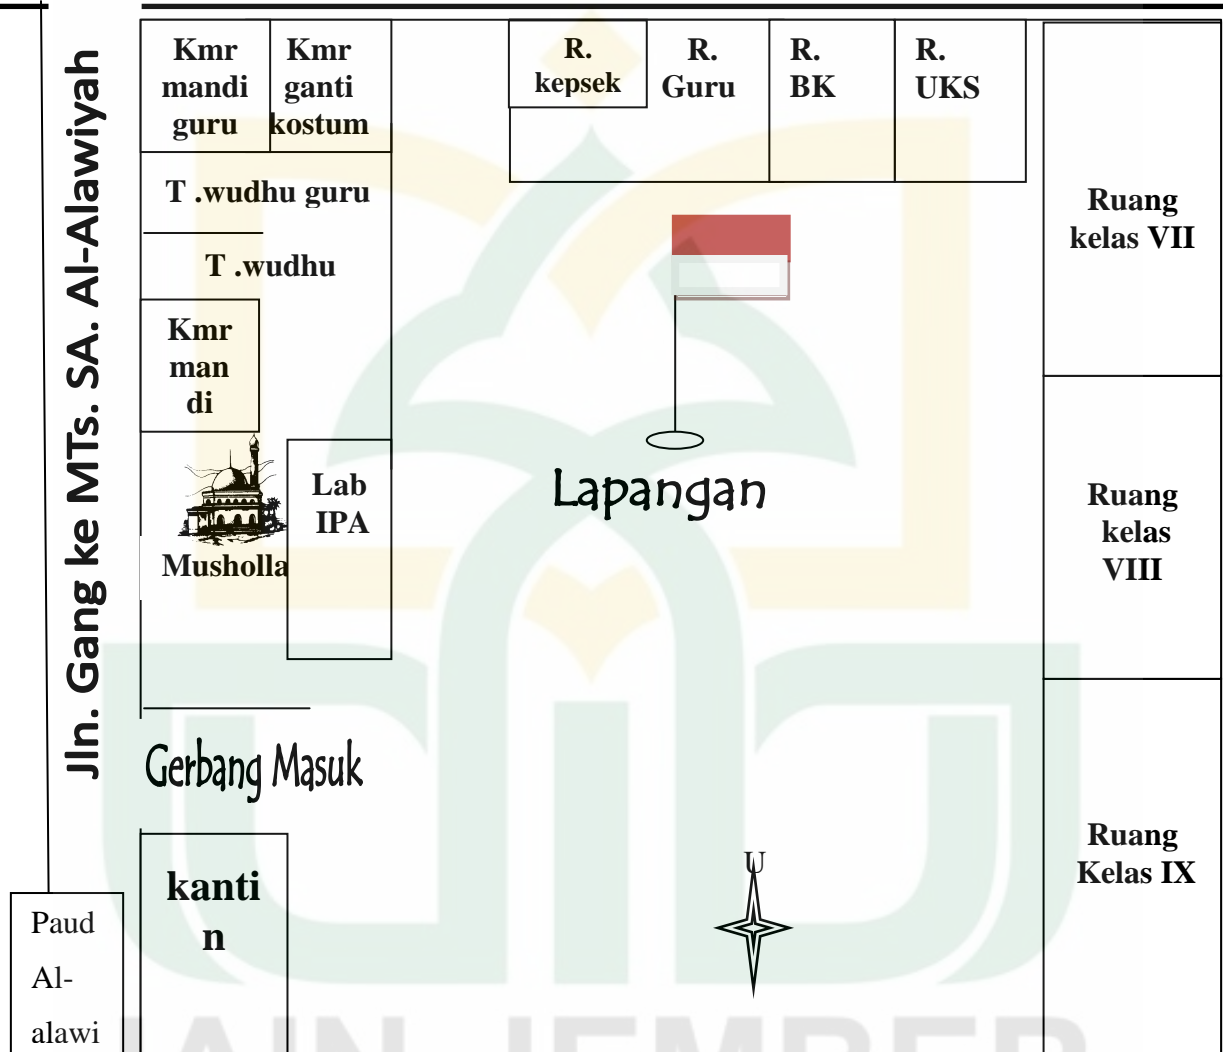 Jln. Gang ke MTs. SA. Al-Alawiyah
Kmr
mandi
guru
Kmr
ganti
kostum
T .wudhu guru
T .wudhu
Kmr
man
di
Musholla
Lab
IPA
Gerbang Masuk
kanti
n
Paud
Al-
alawi
R.
kepsek
R.
Guru
R.
BK
R.
UKS
Lapangan
U
Ruang
kelas VII
Ruang
kelas
VIII
Ruang
Kelas IX
IAIN JEMBER